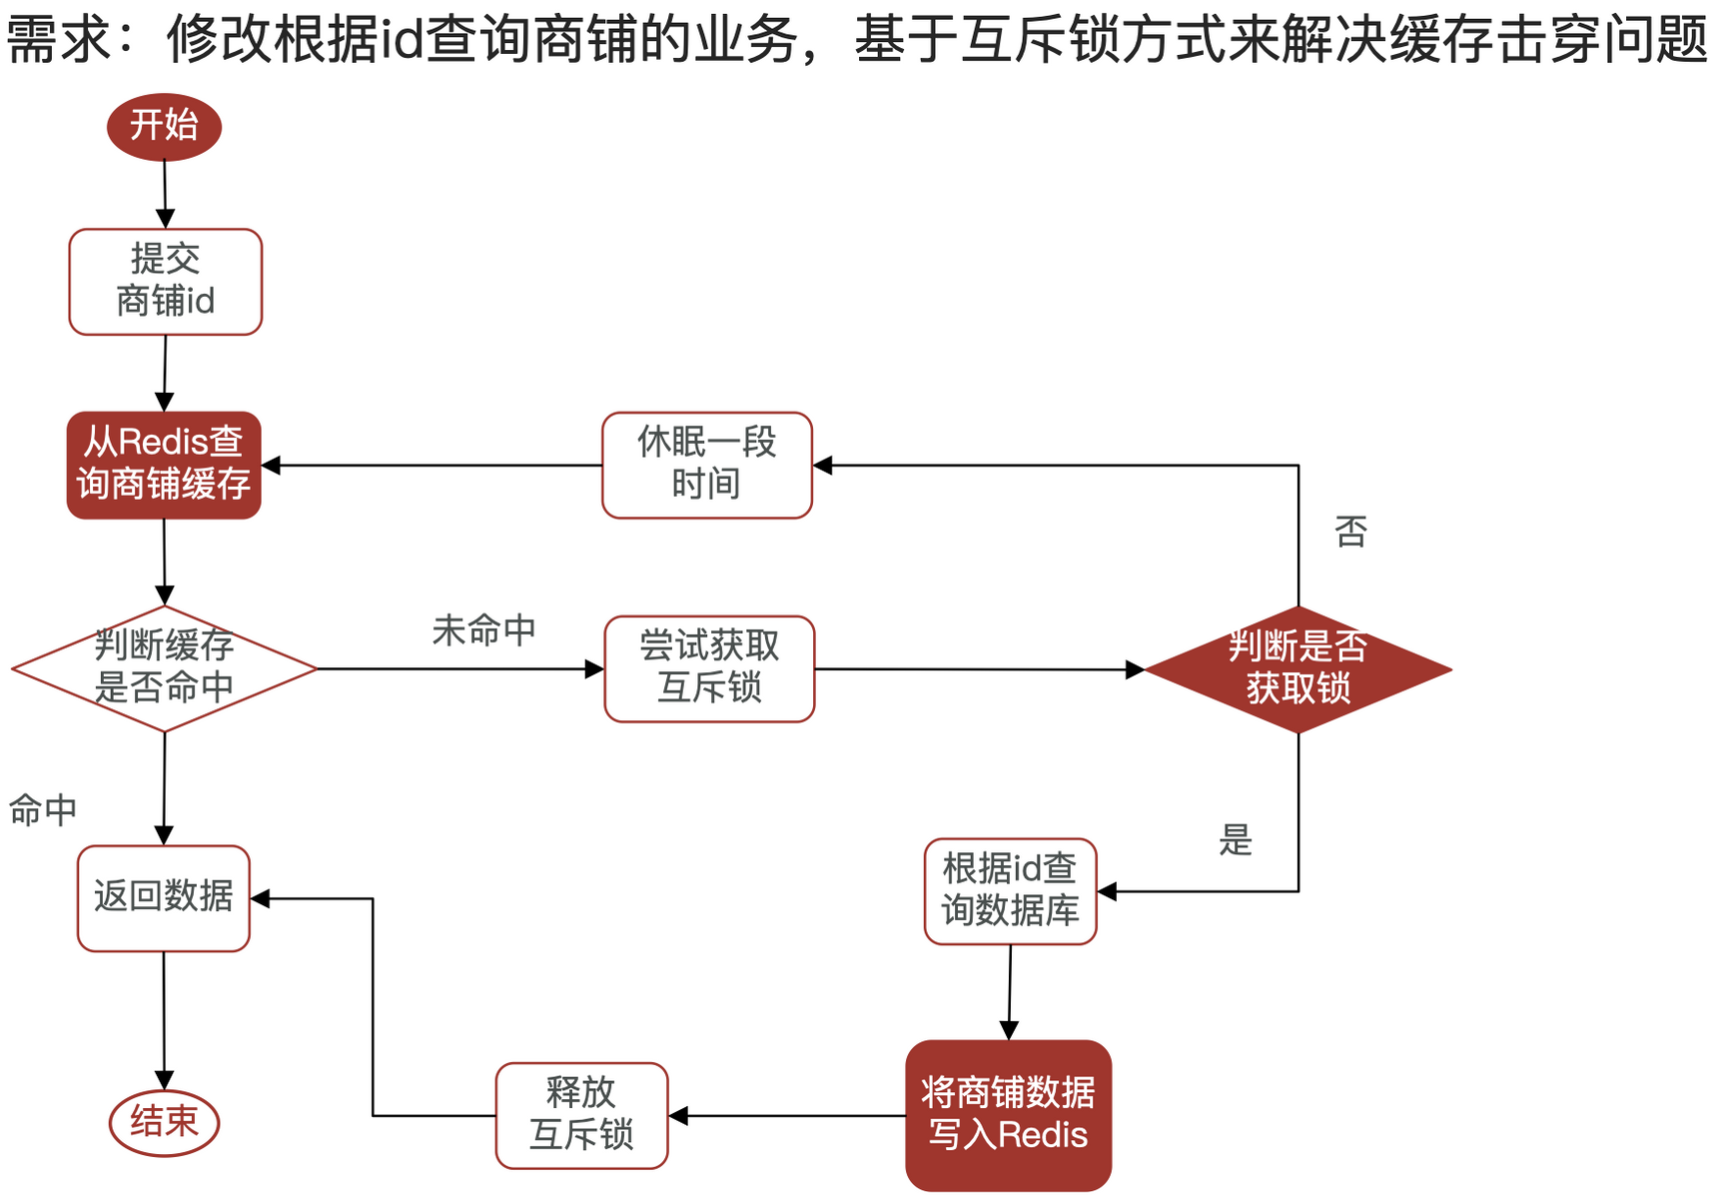 需求：修改根据id查询商铺的业务，基于互斥锁方式来解决缓存击穿问题
开始
提交
商铺id
从Redis查
询商铺缓存
休眠一段
时间
否
判断缓存
是否命中
未命中
尝试获取
互斥锁
判断是否
获取锁
命中
是
返回数据
根据id查
询数据库
将商铺数据
写入Redis
释放
互斥锁
结束